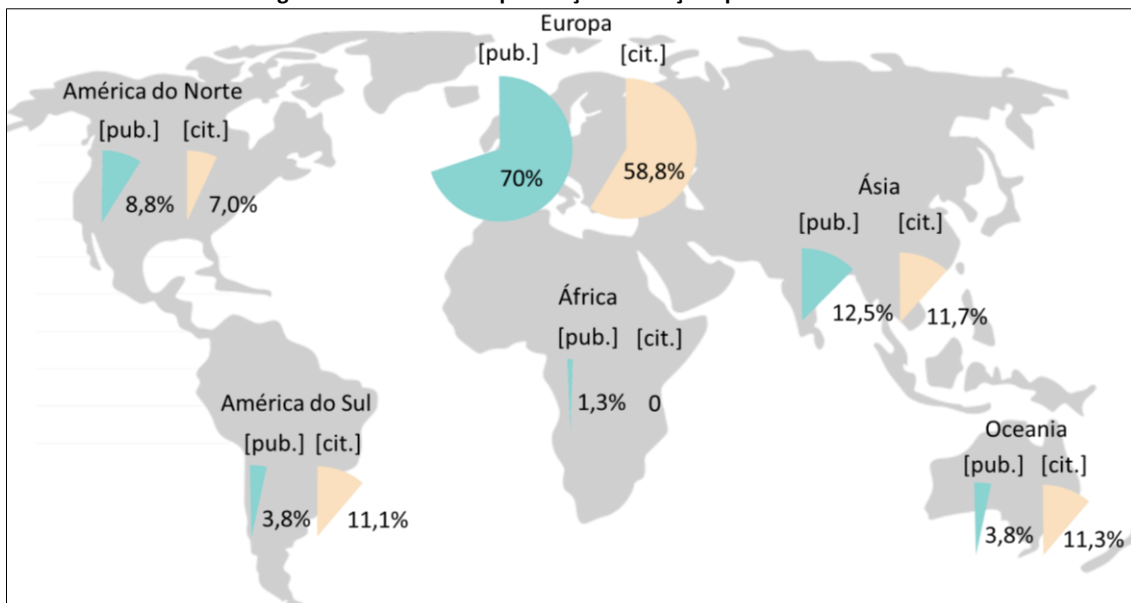 Europa
[pub.] [cit.]
70% 58,8%
América do Norte
[pub.] [cit.]
8,8% 7,0%
Ásia
[pub.] [cit.]
12,5% 11,7%
África
[pub.] [cit.]
1,3% 0
América do Sul
[pub.] [cit.]
3,8% 11,1%
Oceania
[pub.] [cit.]
3,8% 11,3%